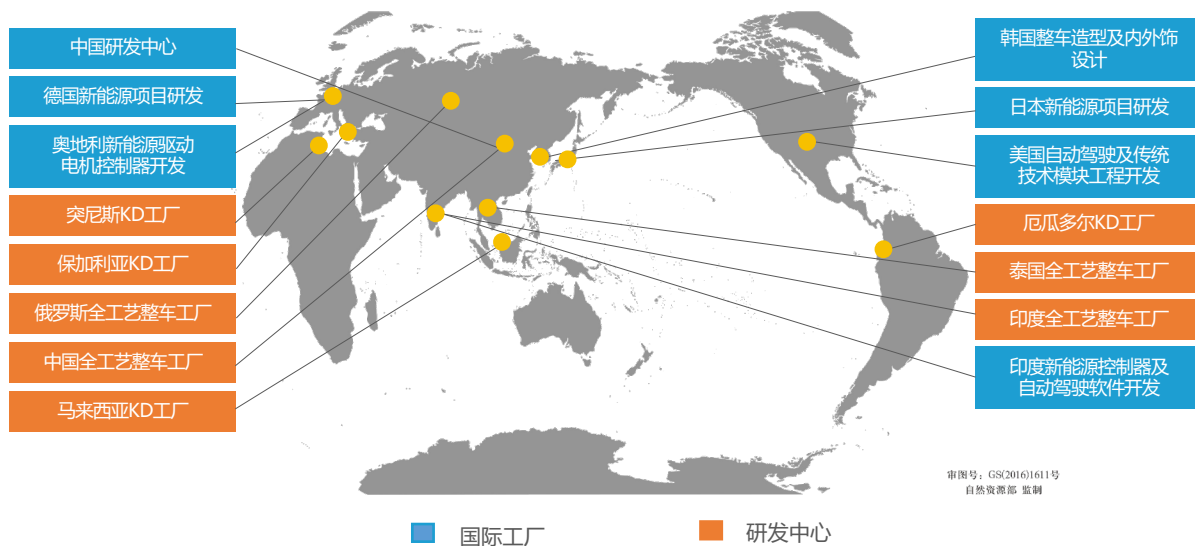 中国研发中心
德国新能源项目研发
奥地利新能源驱动
电机控制器开发
突尼斯KD工厂
保加利亚KD工厂
俄罗斯全工艺整车工厂
中国全工艺整车工厂
马来西亚KD工厂
韩国整车造型及内外饰
设计
日本新能源项目研发
美国自动驾驶及传统
技术模块工程开发
厄瓜多尔KD工厂
泰国全工艺整车工厂
印度全工艺整车工厂
印度新能源控制器及
自动驾驶软件开发
审图号：GS(2016)1611号
自然资源部 监制
国际工厂
研发中心